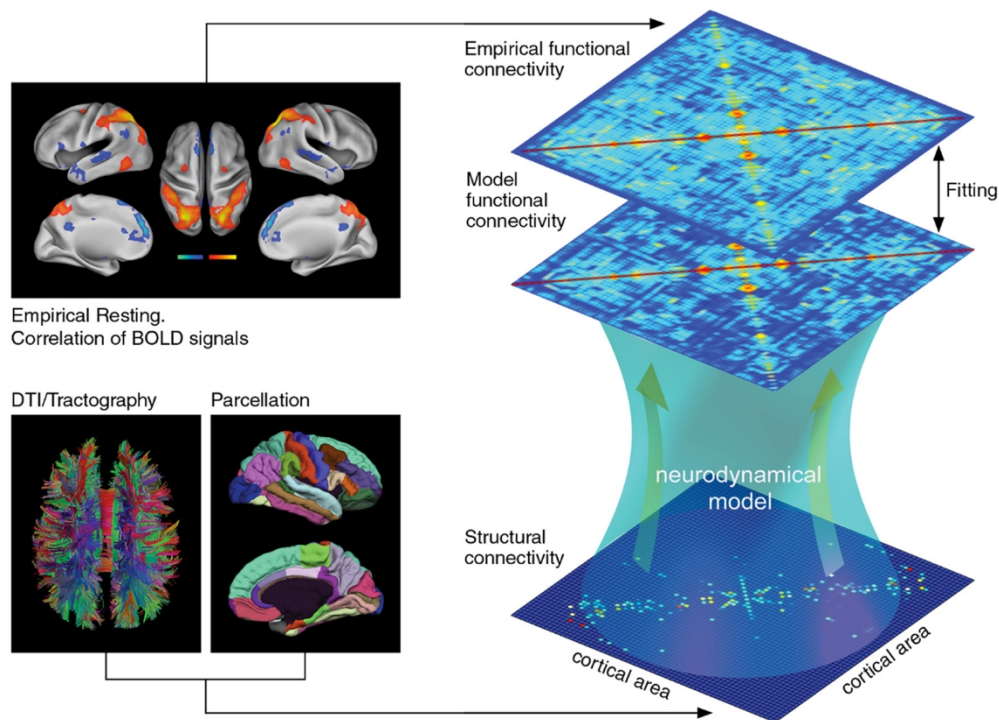 Empirical functional
connectivity
Model
functional
connectivity
Fitting
Empirical Resting.
Correlation of BOLD signals
DTI/Tractography
Parcellation
neurodynamical
model
Structural
connectivity
cortical area
cortical area